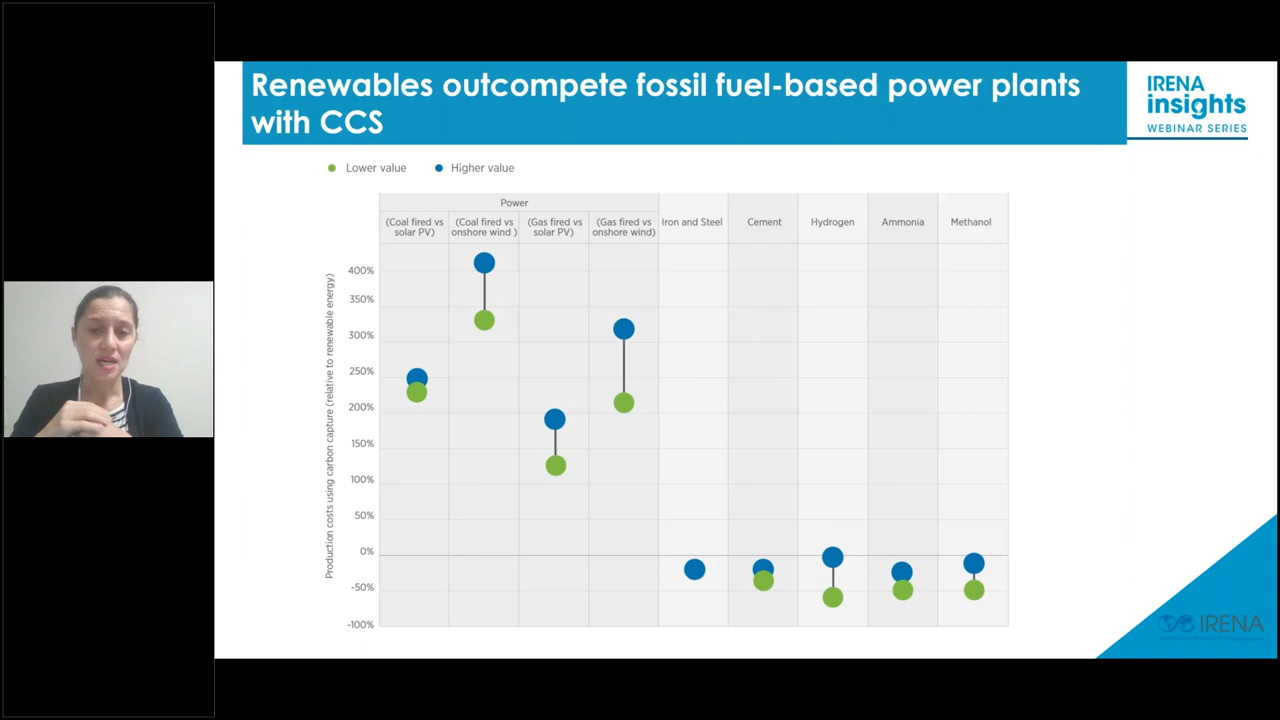 Renewables outcompete fossil fuel-based power plants
with CCS
IRENA
insights
WEBINAR SERIES
Lower value
Higher value
Power
(Coal fired vs
solar PV)
(Coal fired vs
onshore wind )
(Gas fired vs
solar PV)
(Gas fired vs
onshore wind)
Iron and Steel
Cement
Hydrogen
Ammonia
Methanol
Production costs using carbon capture (relative to renewable energy)
400%
350%
300%
250%
200%
150%
100%
50%
0%
-50%
-100%
IRENA